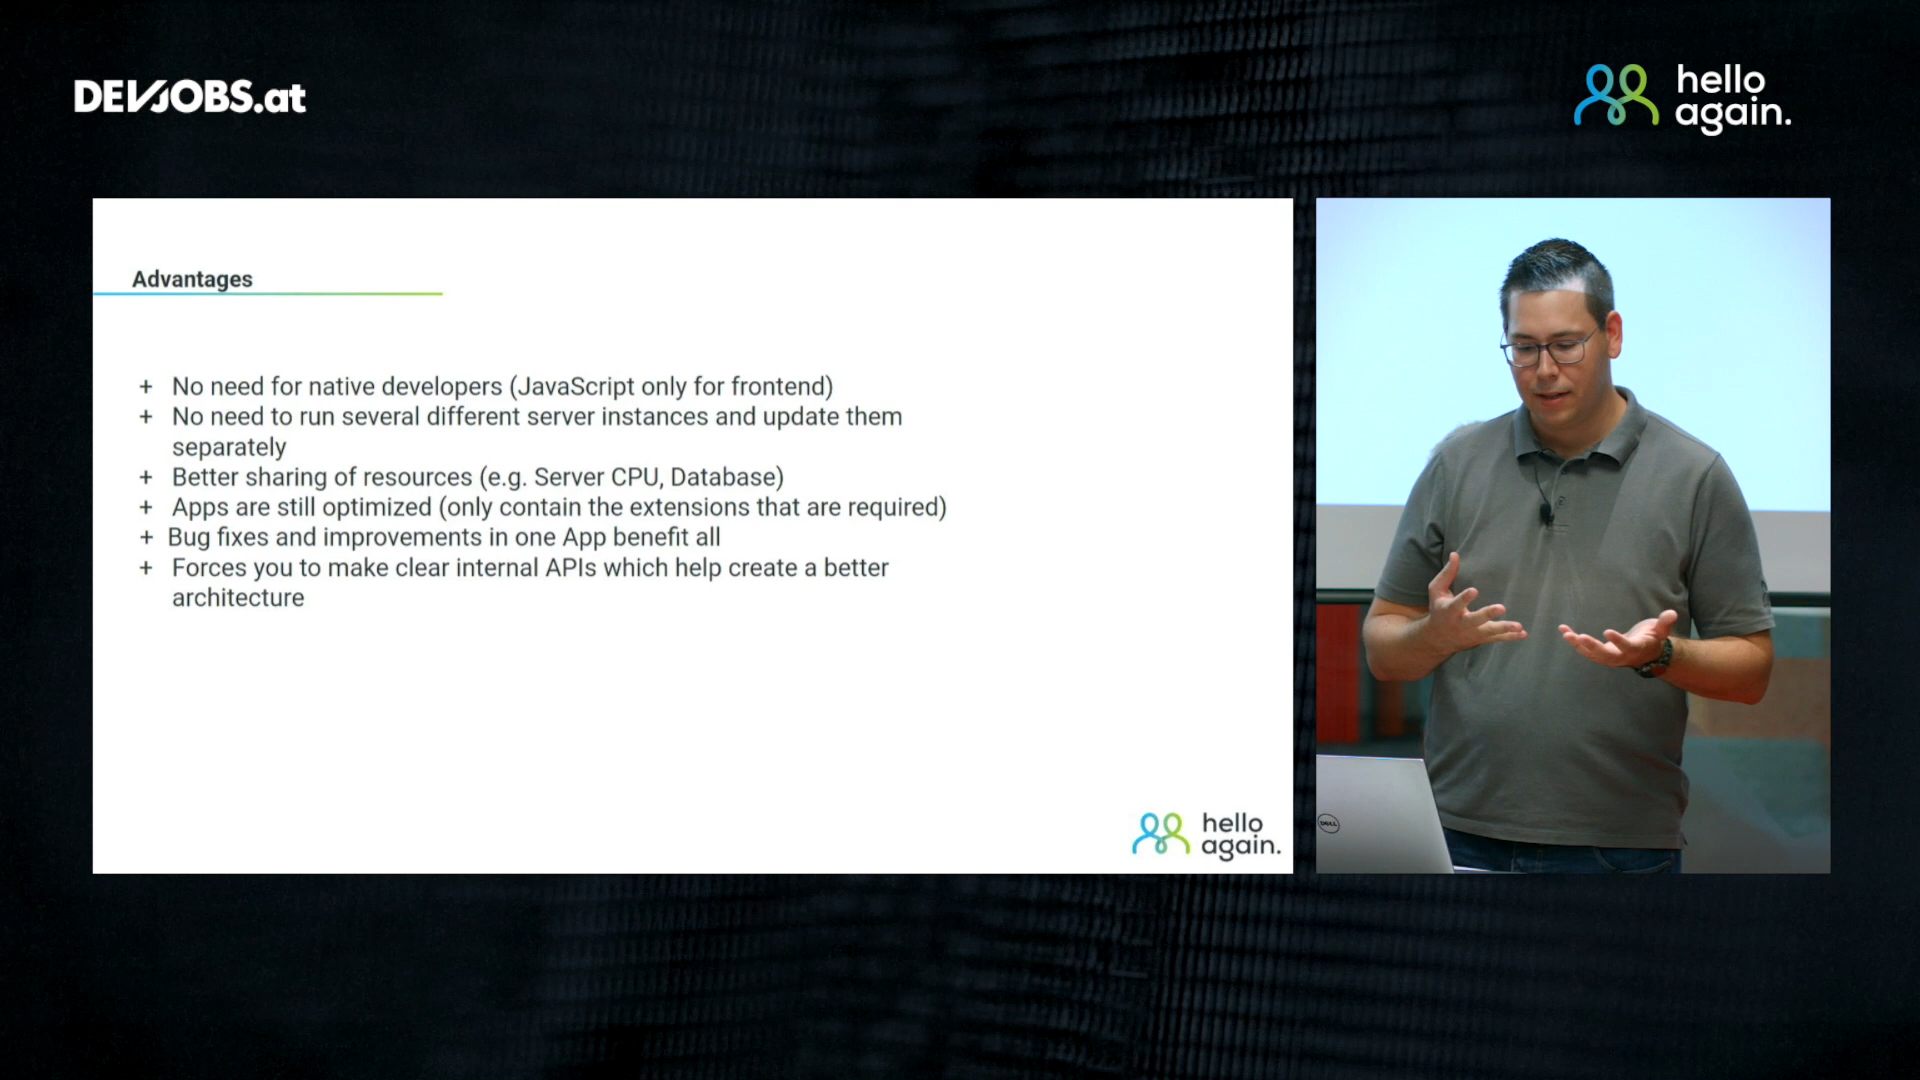 DEVJOBS.at
hello
again.
Advantages
+ No need for native developers (JavaScript only for frontend)
+ No need to run several different server instances and update them
separately
+ Better sharing of resources (e.g. Server CPU, Database)
+ Apps are still optimized (only contain the extensions that are required)
+ Bug fixes and improvements in one App benefit all
+ Forces you to make clear internal APIs which help create a better
architecture
hello
again.
DELL